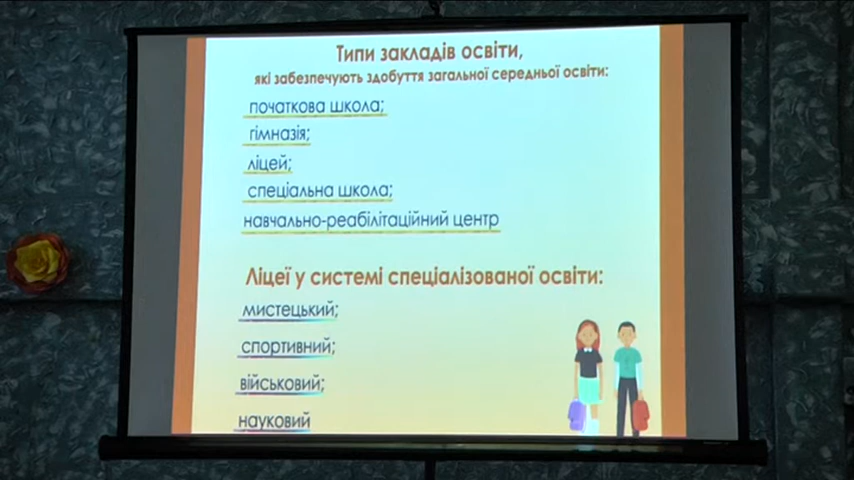 Типи закладів освіти,
які забезпечують здобуття загальної середньої освіти:
початкова школа;
гімназія;
ліцей;
спеціальна школа;
навчально-реабілітаційний центр
Ліцеї у системі спеціалізованої освіти:
мистецький;
спортивний;
військовий;
науковий